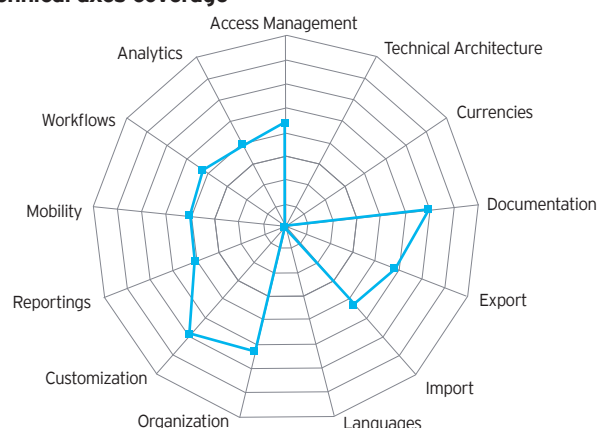 Access Management
Analytics
Technical Architecture
Workflows
Currencies
Mobility
Documentation
Reportings
Export
Customization
Import
Organization
Languages